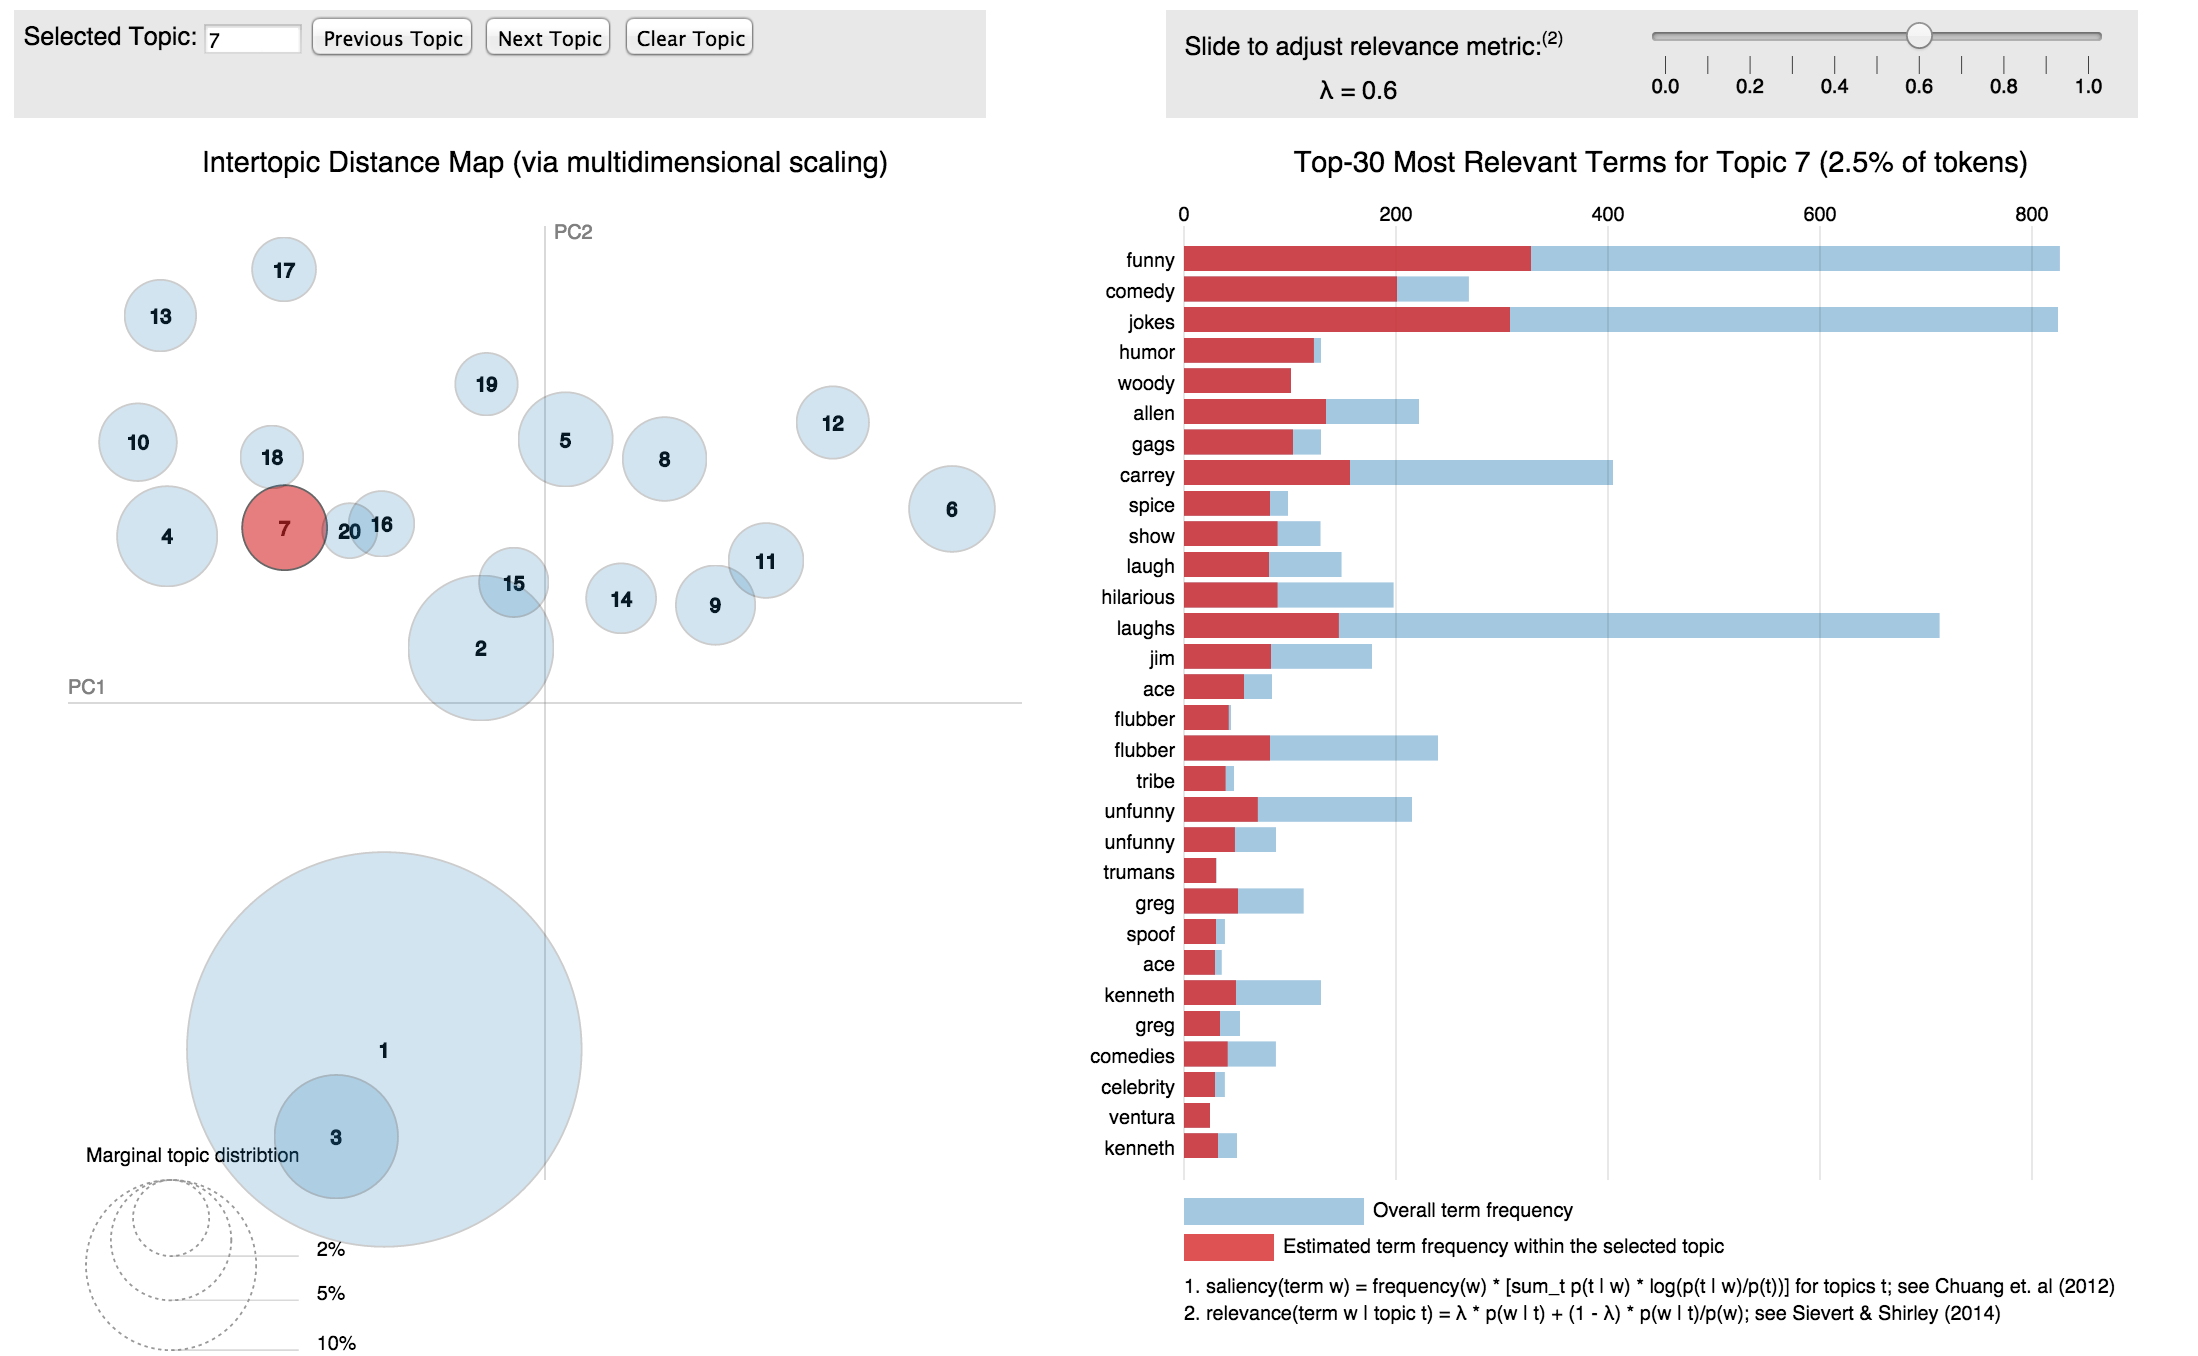 Selected Topic: 7 Previous Topic Next Topic Clear Topic
Slide to adjust relevance metric:(2)
λ = 0.6
0.0 0.2 0.4 0.6 0.8 1.0
Intertopic Distance Map (via multidimensional scaling)
PC2
PC1
17
13
19
12
5
10
18
8
6
16
7
20
4
11
15
14
9
2
1
3
Marginal topic distribtion
2%
5%
10%
Top-30 Most Relevant Terms for Topic 7 (2.5% of tokens)
0 200 400 600 800
funny
comedy
jokes
humor
woody
allen
gags
carrey
spice
show
laugh
hilarious
laughs
jim
ace
flubber
flubber
tribe
unfunny
unfunny
trumans
greg
spoof
ace
kenneth
greg
comedies
celebrity
ventura
kenneth
Overall term frequency
Estimated term frequency within the selected topic
1. saliency(term w) = frequency(w) * [sum_t p(t | w) * log(p(t | w)/p(t))] for topics t; see Chuang et. al (2012)
2. relevance(term w | topic t) = λ * p(w | t) + (1 - λ) * p(w | t)/p(w); see Sievert & Shirley (2014)